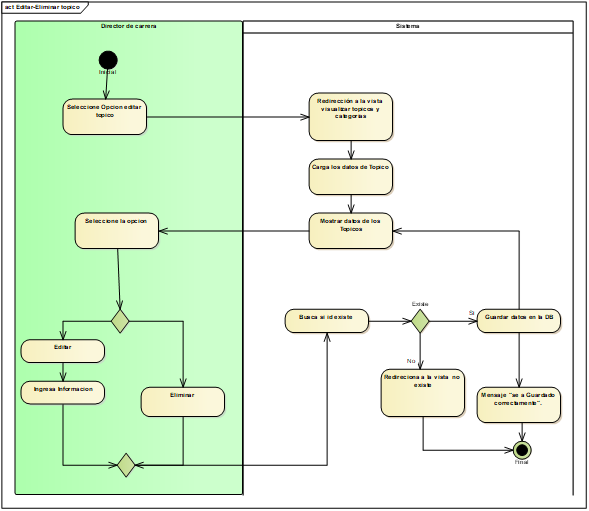 act Editar-Eliminar topico
Director de carrera
Sistema
Inicial
Seleccione Opcion editar
topico
Redirección a la vista
visualizar topicos y
categorias
Carga los datos de Topico
Mostrar datos de los
Topicos
Seleccione la opcion
Editar
Ingresa Informacion
Eliminar
Busca si id existe
Existe
Si
No
Guardar datos en la DB
Redireciona a la vista no
existe
Mensaje "se a Guardado
correctamente".
Final